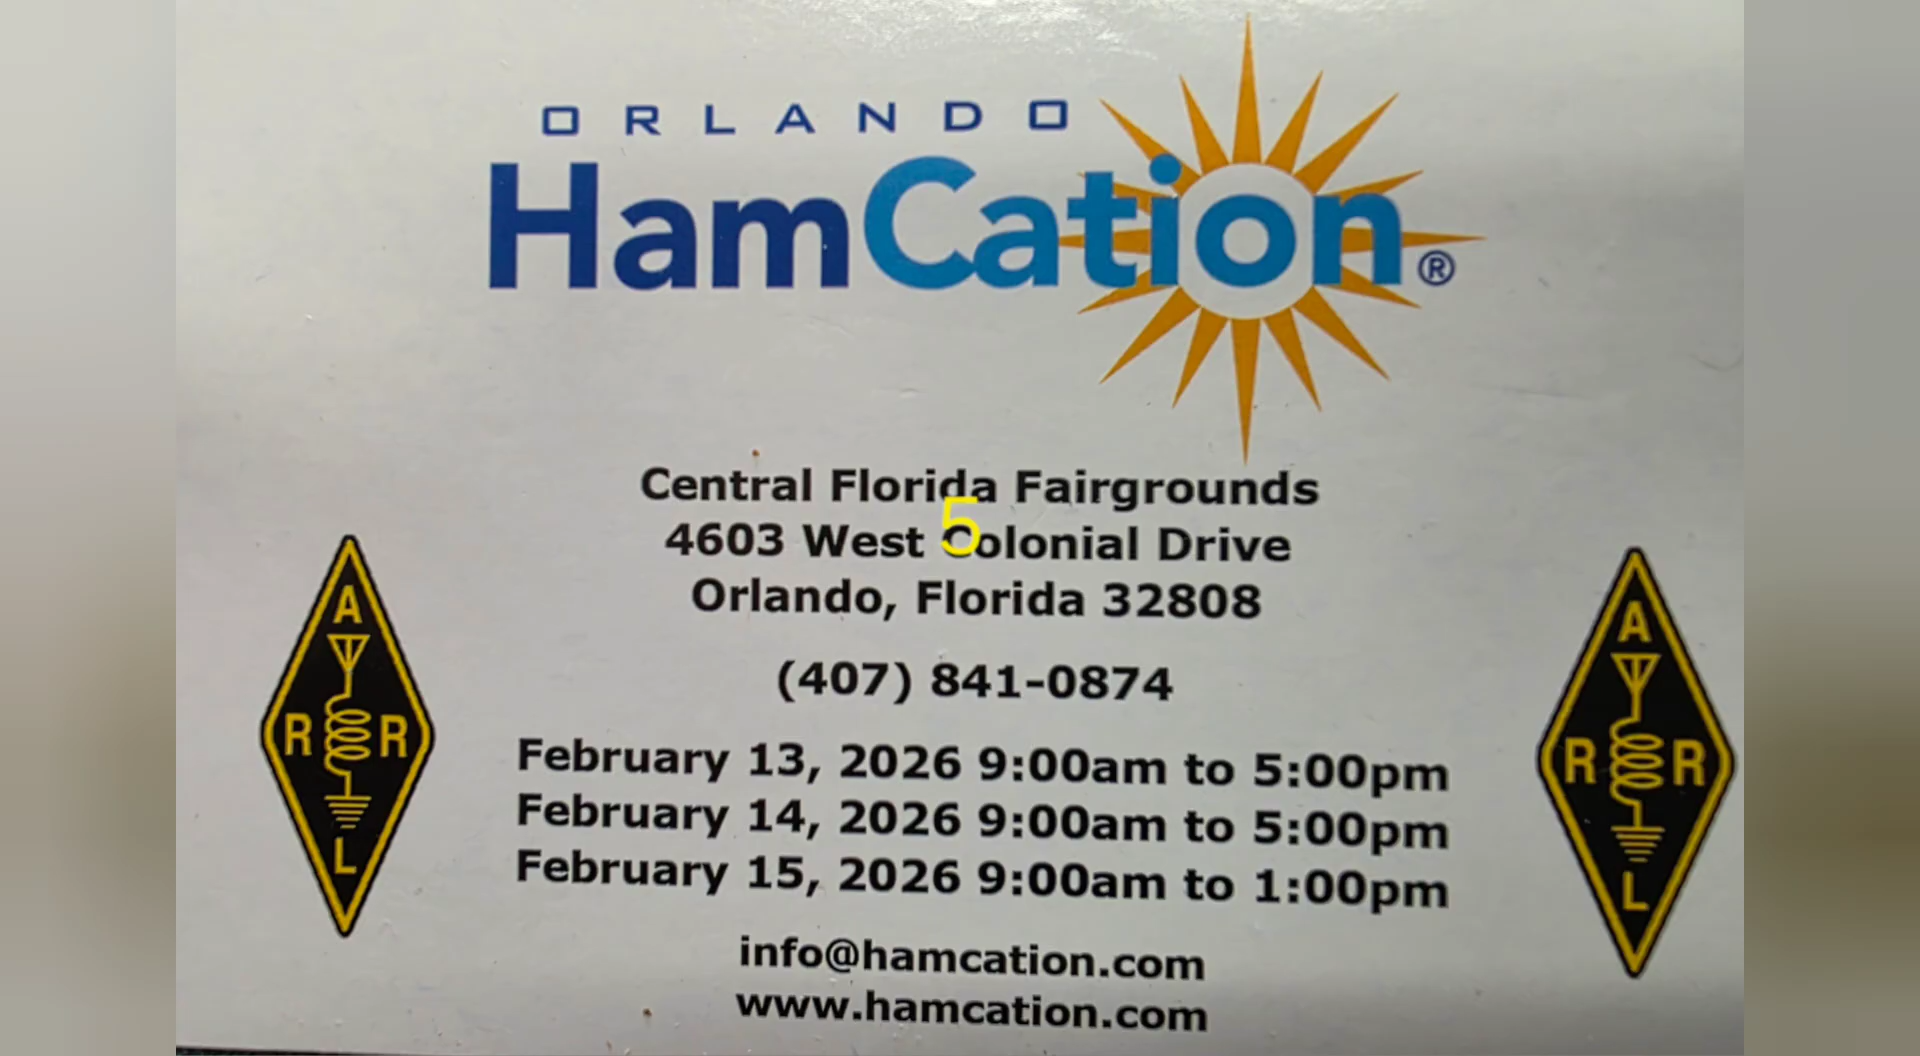 ORLANDO
HamCation®
Central Florida Fairgrounds
5
4603 West Colonial Drive
Orlando, Florida 32808
(407) 841-0874
February 13, 2026 9:00am to 5:00pm
February 14, 2026 9:00am to 5:00pm
February 15, 2026 9:00am to 1:00pm
A
R R
L
A
R R
L
info@hamcation.com
www.hamcation.com